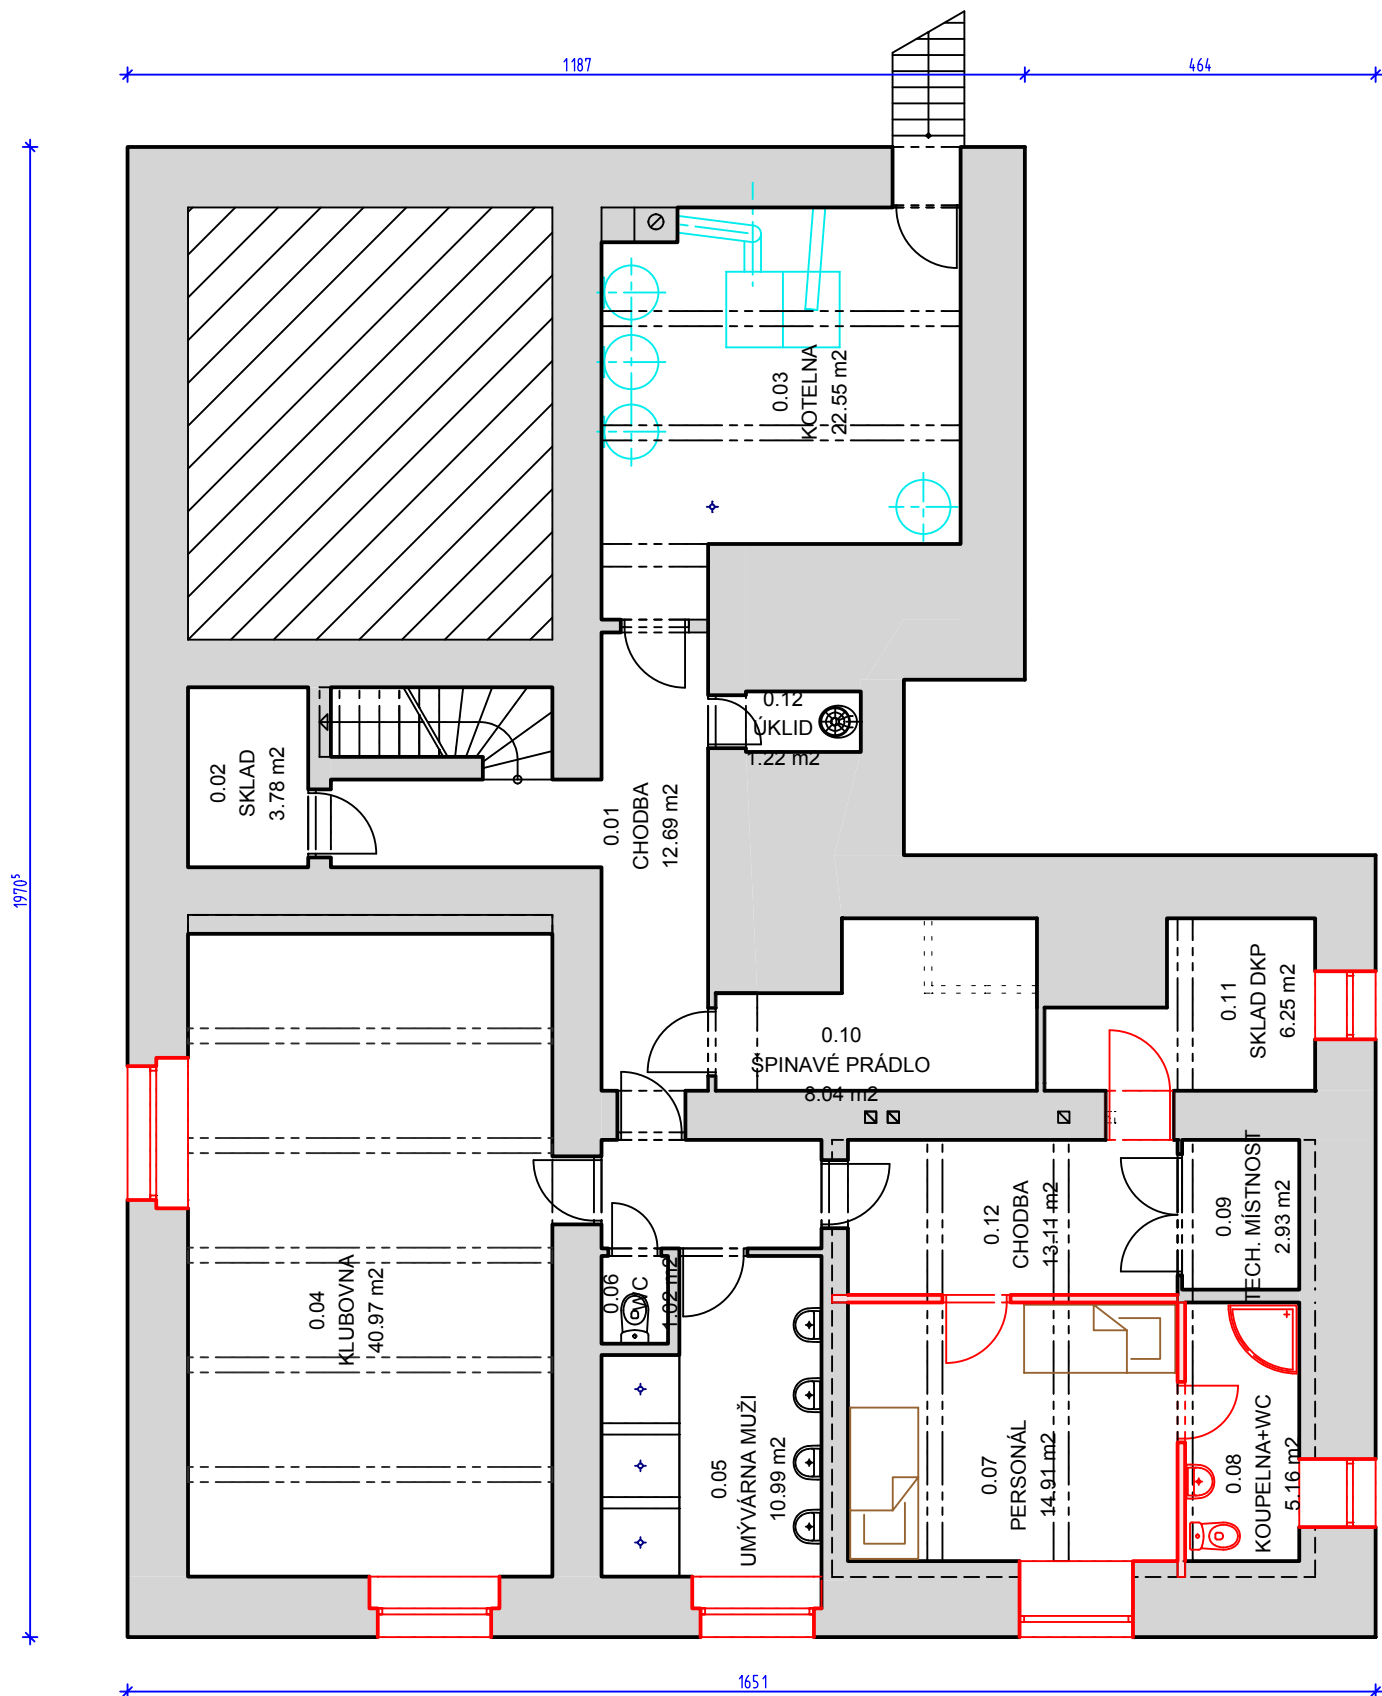 1187
464
1970⁵
0.03
KOTELNA
22.55 m2
0.12
ÚKLID
1.22 m2
0.02
SKLAD
3.78 m2
0.01
CHODBA
12.69 m2
0.11
SKLAD DKP
6.25 m2
0.10
ŠPINAVÉ PRÁDLO
8.04 m2
0.09
TECH. MÍSTNOST
2.93 m2
0.12
CHODBA
13.11 m2
0.04
KLUBOVNA
40.97 m2
0.06
WC
1.02 m2
0.05
UMÝVÁRNA MUŽI
10.99 m2
0.07
PERSONÁL
14.91 m2
0.08
KOUPELNA+WC
5.16 m2
1651